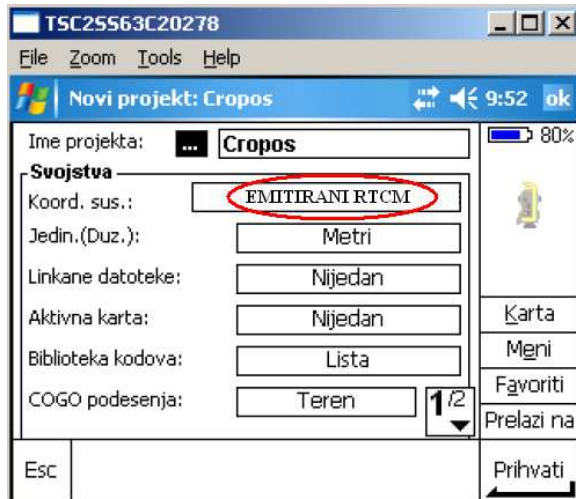 TSC2SS63C20278
File Zoom Tools Help
Novi projekt: Cropos 9:52 ok
Ime projekta: ... Cropos 80%
Svojstva
Koord. sus.: EMITIRANI RTCM
Jedin.(Duz.): Metri
Linkane datoteke: Nijedan
Aktivna karta: Nijedan
Karta
Meni
Biblioteka kodova: Lista
Favoriti
COGO podesenja: Teren 1/2
Prelazi na
Esc Prihvati